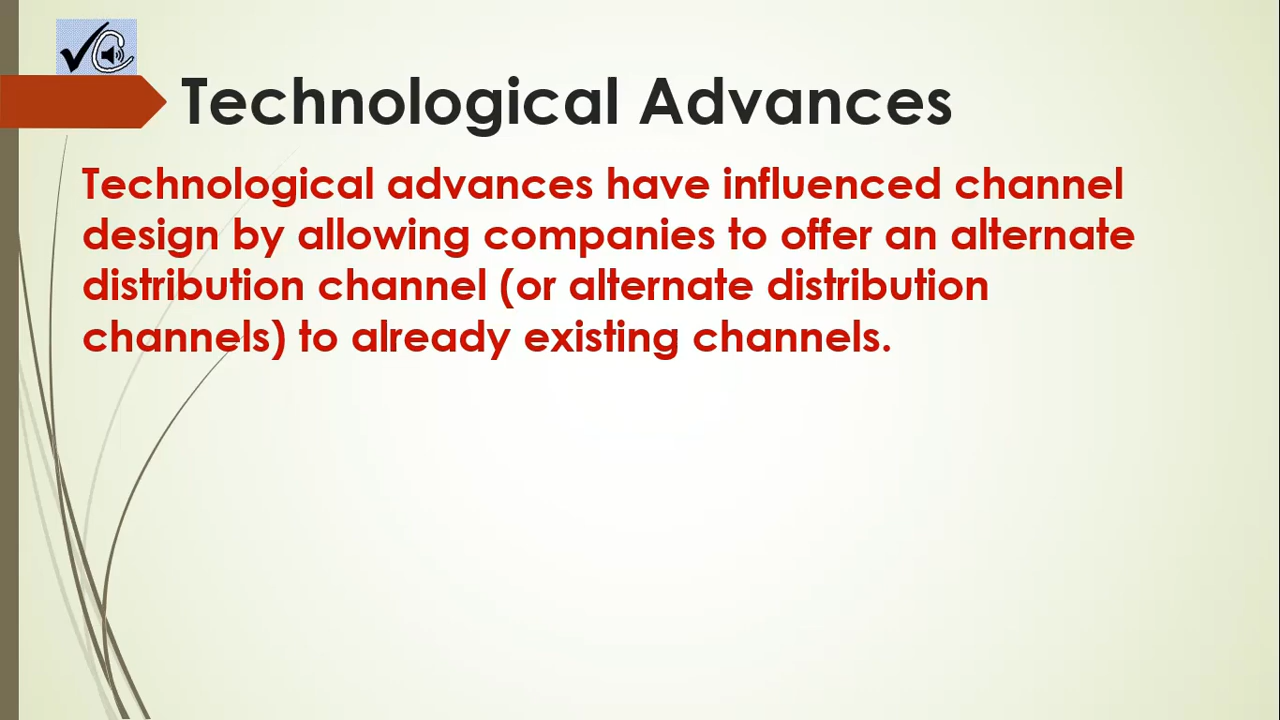 Technological Advances
Technological advances have influenced channel
design by allowing companies to offer an alternate
distribution channel (or alternate distribution
channels) to already existing channels.